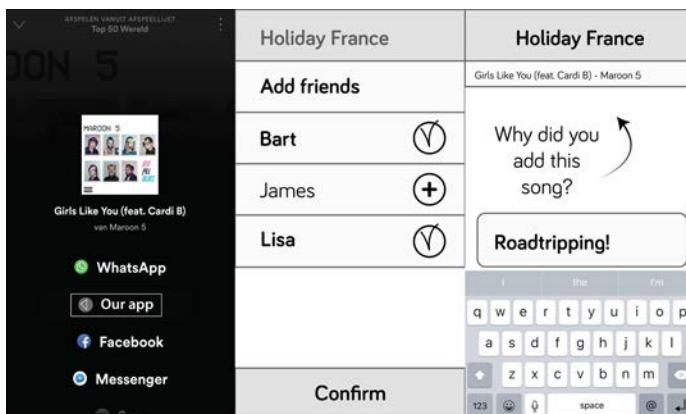 AFSPELEN VANUIT AFSPEELLIJST
Top 50 Wereld
MAROON 5
Girls Like You (feat. Cardi B)
van Maroon 5
WhatsApp
Our app
Facebook
Messenger
Holiday France
Add friends
Bart
James
Lisa
Confirm
Holiday France
Girls Like You (feat. Cardi B) - Maroon 5
Why did you
add this
song?
Roadtripping!
I the I'm
q w e r t y u i o p
a s d f g h j k l
z x c v b n m
123 space @